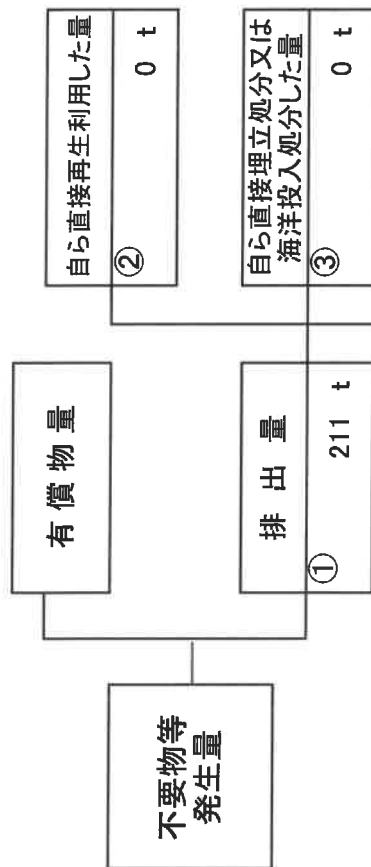 不要物等
発生量
有償物量
排出量
①
211 t
自ら直接再生利用した量
②
0 t
自ら直接埋立処分又は
海洋投入処分した量
③
0 t